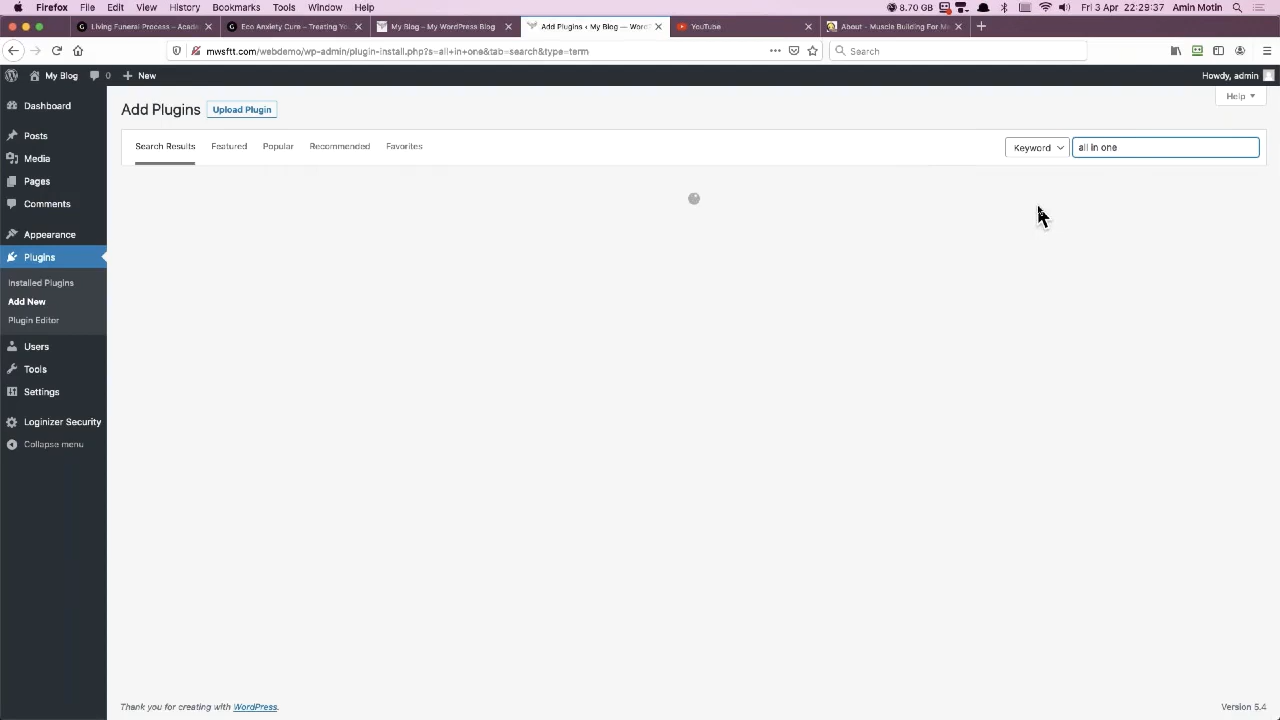 Firefox File Edit View History Bookmarks Tools Window Help 8.70 GB Fri 3 Apr 22:29:37 Amin Motin
Living Funeral Process – Acade Eco Anxiety Cure – Treating Yo My Blog – My WordPress Blog Add Plugins ‹ My Blog — Word YouTube About - Muscle Building For Me
mwsftt.com/webdemo/wp-admin/plugin-install.php?s=all+in+one&tab=search&type=term Search
My Blog 0 New Howdy, admin
Help
Add Plugins Upload Plugin
Search Results Featured Popular Recommended Favorites Keyword all in one
Dashboard
Posts
Media
Pages
Comments
Appearance
Plugins
Installed Plugins
Add New
Plugin Editor
Users
Tools
Settings
Loginizer Security
Collapse menu
Thank you for creating with WordPress. Version 5.4